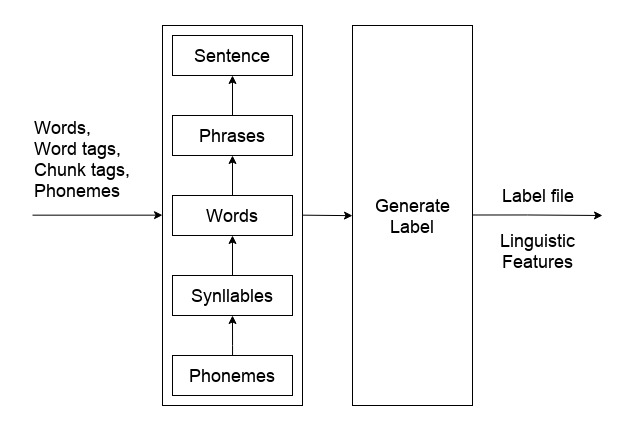 Sentence
Phrases
Words,
Word tags,
Chunk tags,
Phonemes
Words
Synllables
Phonemes
Generate
Label
Label file
Linguistic
Features